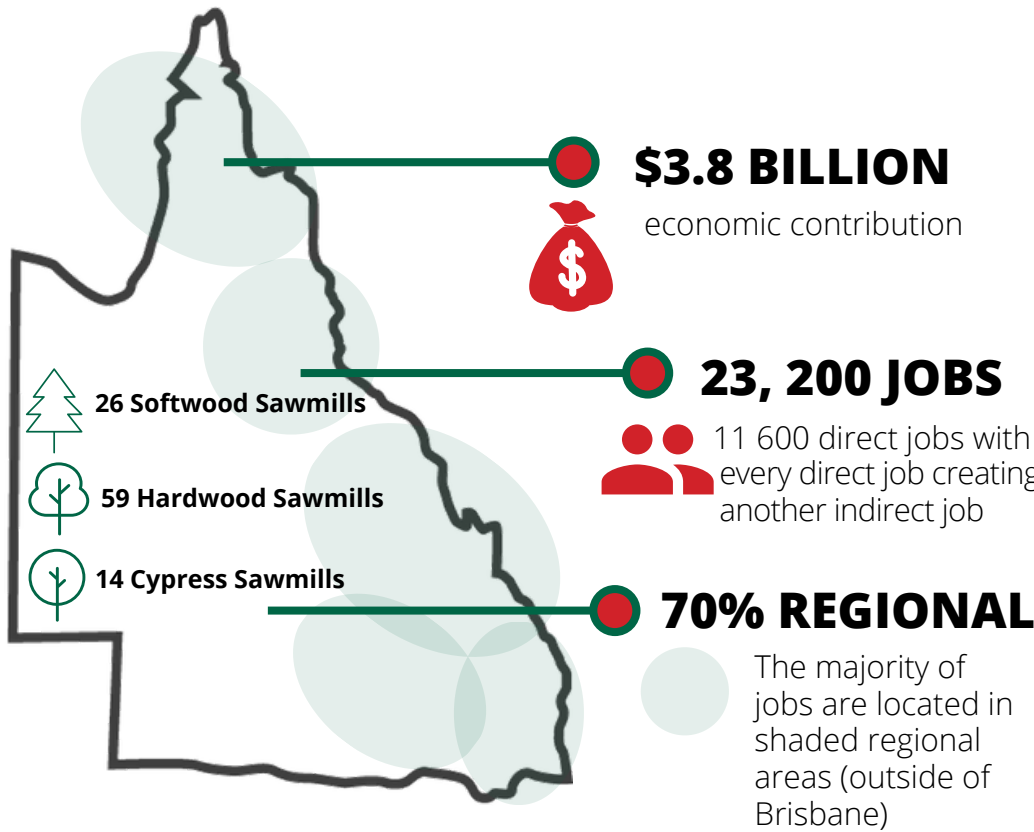 $3.8 BILLION
economic contribution
$
23, 200 JOBS
11 600 direct jobs with
every direct job creating
another indirect job
26 Softwood Sawmills
59 Hardwood Sawmills
14 Cypress Sawmills
70% REGIONAL
The majority of
jobs are located in
shaded regional
areas (outside of
Brisbane)